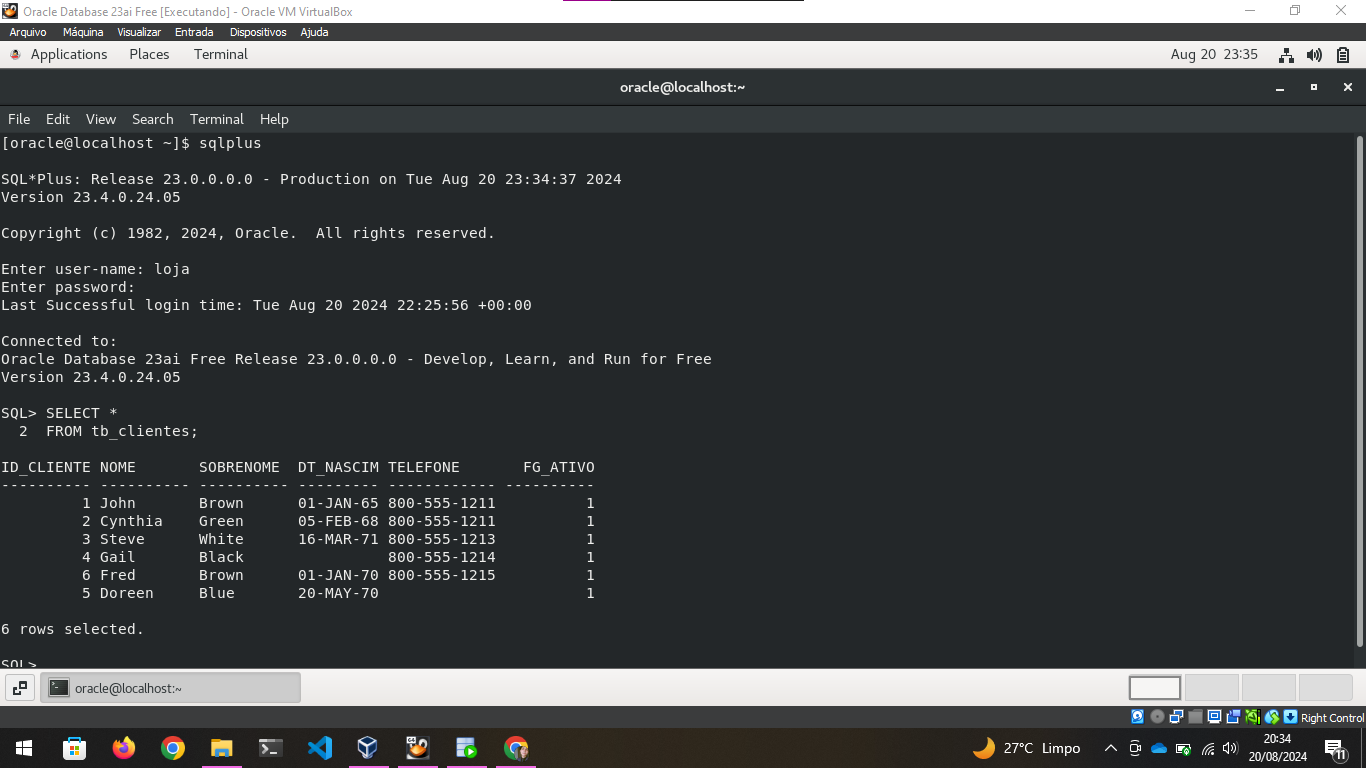 Oracle Database 23ai Free [Executando] - Oracle VM VirtualBox
Arquivo Máquina Visualizar Entrada Dispositivos Ajuda
Applications Places Terminal Aug 20 23:35
oracle@localhost:~
File Edit View Search Terminal Help
[oracle@localhost ~]$ sqlplus
SQL*Plus: Release 23.0.0.0.0 - Production on Tue Aug 20 23:34:37 2024
Version 23.4.0.24.05
Copyright (c) 1982, 2024, Oracle.  All rights reserved.
Enter user-name: loja
Enter password:
Last Successful login time: Tue Aug 20 2024 22:25:56 +00:00
Connected to:
Oracle Database 23ai Free Release 23.0.0.0.0 - Develop, Learn, and Run for Free
Version 23.4.0.24.05
SQL> SELECT *
  2  FROM tb_clientes;
ID_CLIENTE NOME       SOBRENOME  DT_NASCIM TELEFONE       FG_ATIVO
---------- ---------- ---------- --------- ------------ ----------
         1 John       Brown      01-JAN-65 800-555-1211          1
         2 Cynthia    Green      05-FEB-68 800-555-1211          1
         3 Steve      White      16-MAR-71 800-555-1213          1
         4 Gail       Black                800-555-1214          1
         6 Fred       Brown      01-JAN-70 800-555-1215          1
         5 Doreen     Blue       20-MAY-70                       1
6 rows selected.
SQL>
oracle@localhost:~
Right Control
27°C Limpo
20:34
20/08/2024
11